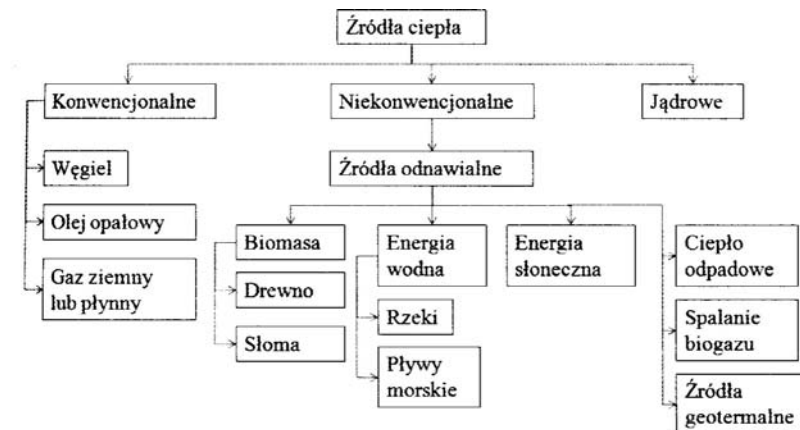 Źródła ciepła
Konwencjonalne
Niekonwencjonalne
Jądrowe
Węgiel
Olej opałowy
Gaz ziemny
lub płynny
Źródła odnawialne
Biomasa
Drewno
Słoma
Energia
wodna
Rzeki
Pływy
morskie
Energia
słoneczna
Ciepło
odpadowe
Spalanie
biogazu
Źródła
geotermalne